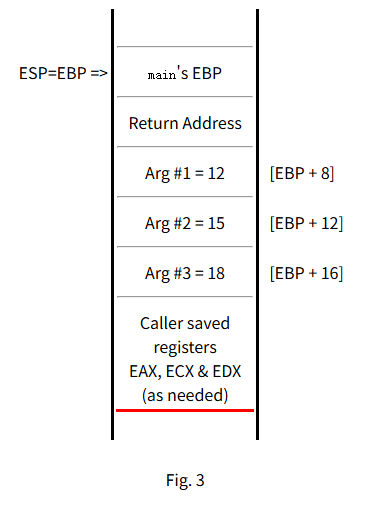 ESP=EBP => main's EBP
Return Address
Arg #1 = 12 [EBP + 8]
Arg #2 = 15 [EBP + 12]
Arg #3 = 18 [EBP + 16]
Caller saved
registers
EAX, ECX & EDX
(as needed)
Fig. 3